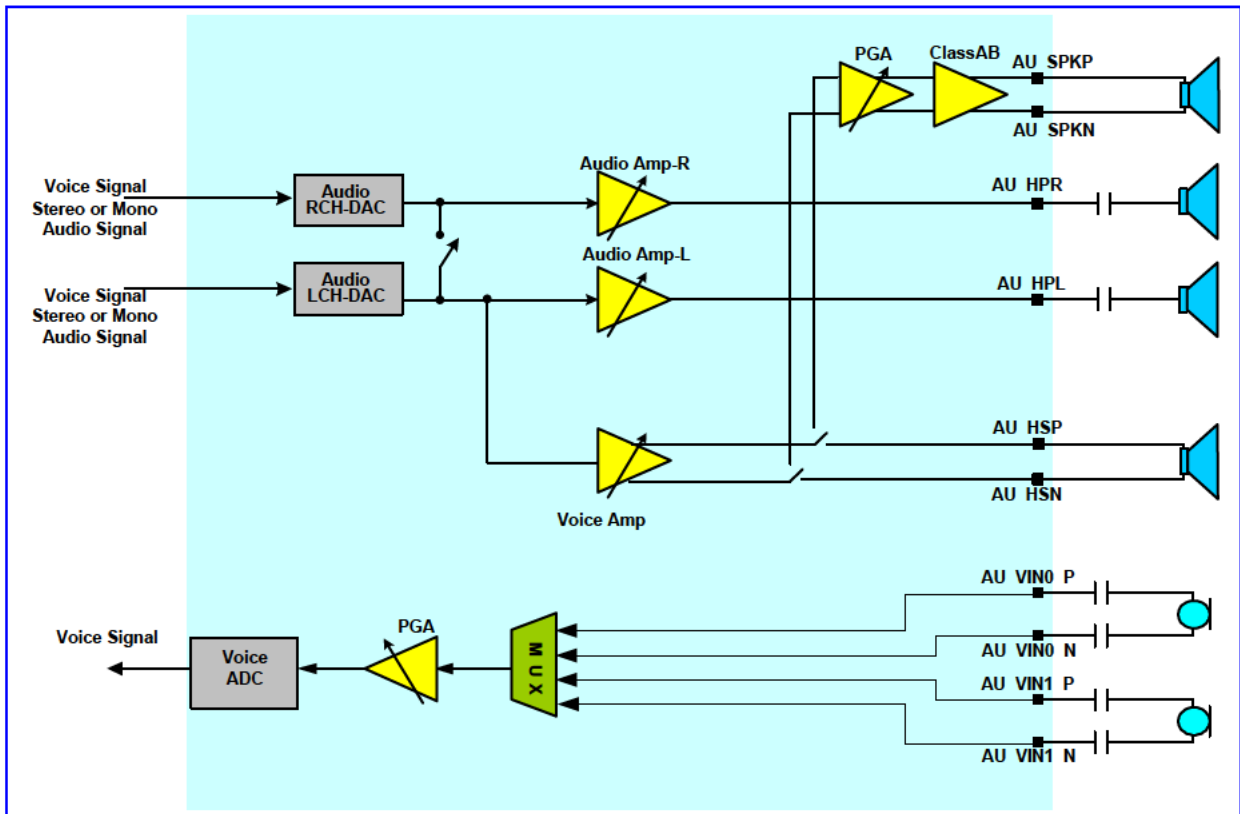 PGA
ClassAB
AU SPKP
AU SPKN
Audio Amp-R
AU HPR
Voice Signal
Stereo or Mono
Audio Signal
Audio
RCH-DAC
Audio Amp-L
AU HPL
Voice Signal
Stereo or Mono
Audio Signal
Audio
LCH-DAC
AU HSP
AU HSN
Voice Amp
AU VIN0 P
Voice Signal
PGA
MUX
AU VIN0 N
Voice
ADC
AU VIN1 P
AU VIN1 N